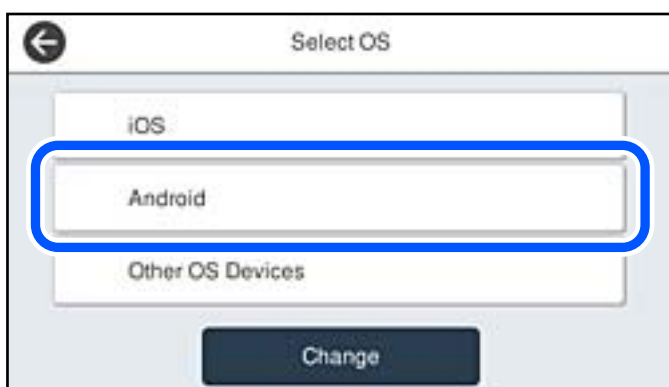 Select OS
iOS
Android
Other OS Devices
Change